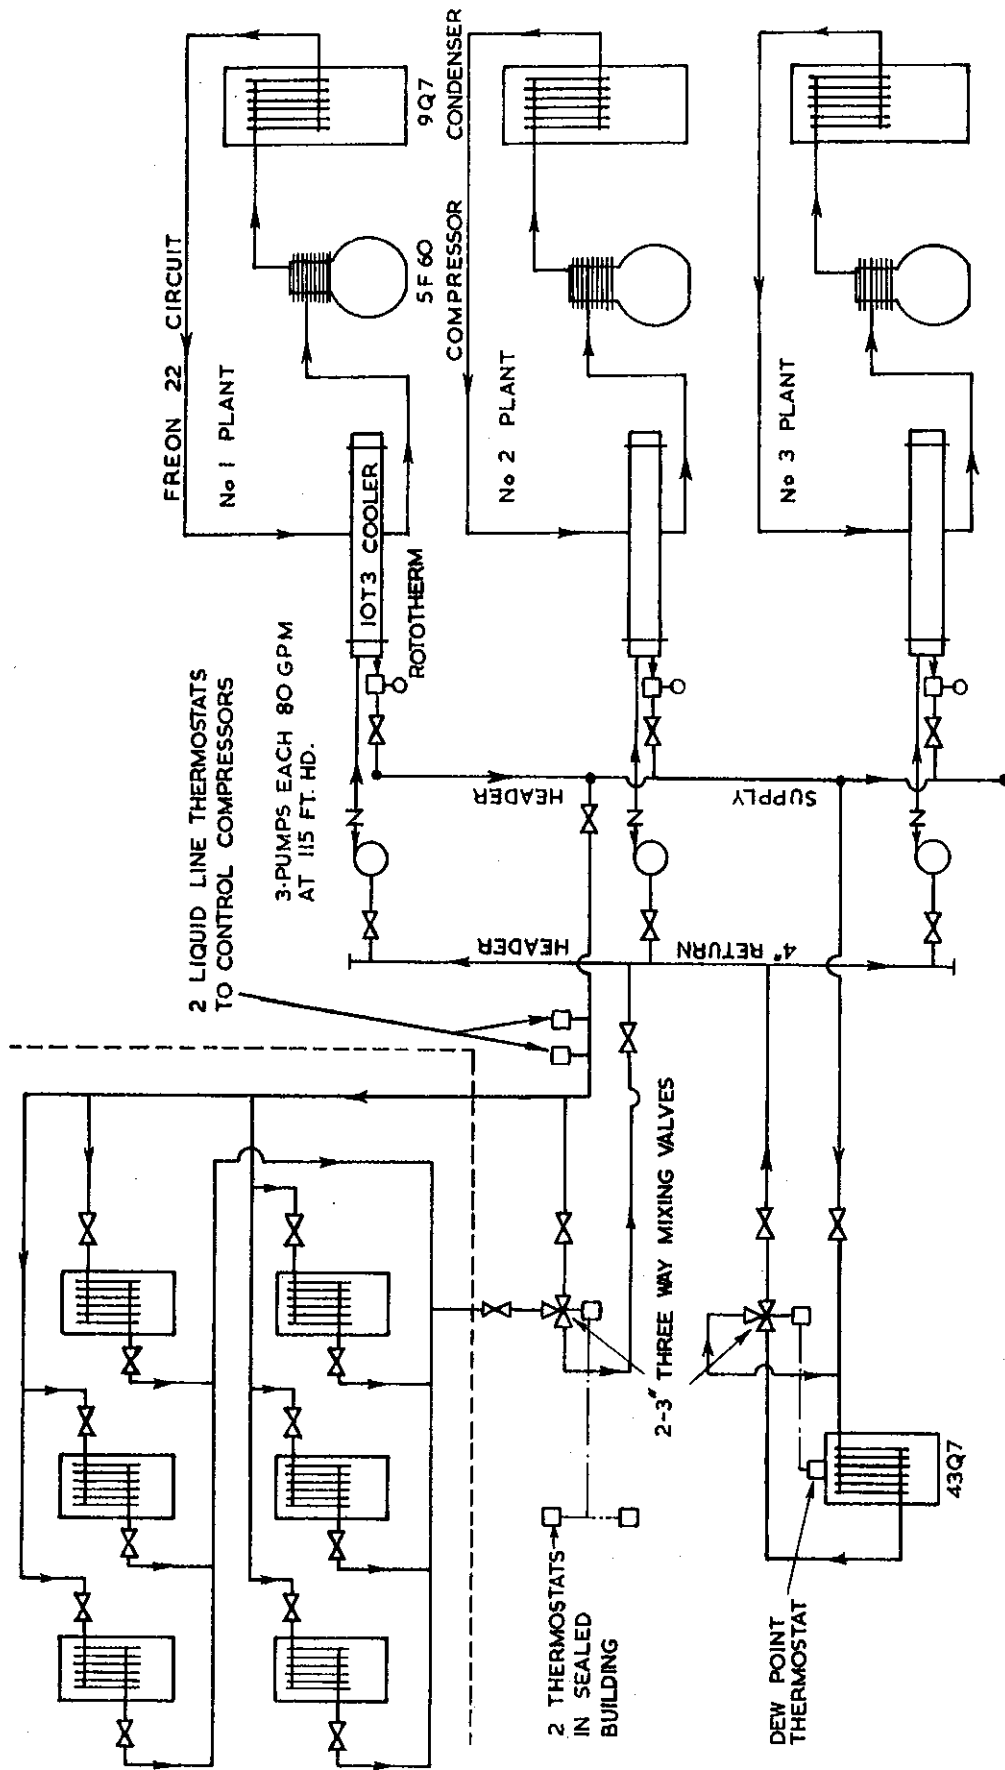 FREON 22 CIRCUIT
No 1 PLANT
10T3 COOLER
ROTOTHERM
5F60
COMPRESSOR
9Q7
CONDENSER
No 2 PLANT
No 3 PLANT
2 LIQUID LINE THERMOSTATS
TO CONTROL COMPRESSORS
3-PUMPS EACH 80 GPM
AT 115 FT. HD.
HEADER
SUPPLY
HEADER
4" RETURN
2-3" THREE WAY MIXING VALVES
2 THERMOSTATS
IN SEALED
BUILDING
DEW POINT
THERMOSTAT
43Q7